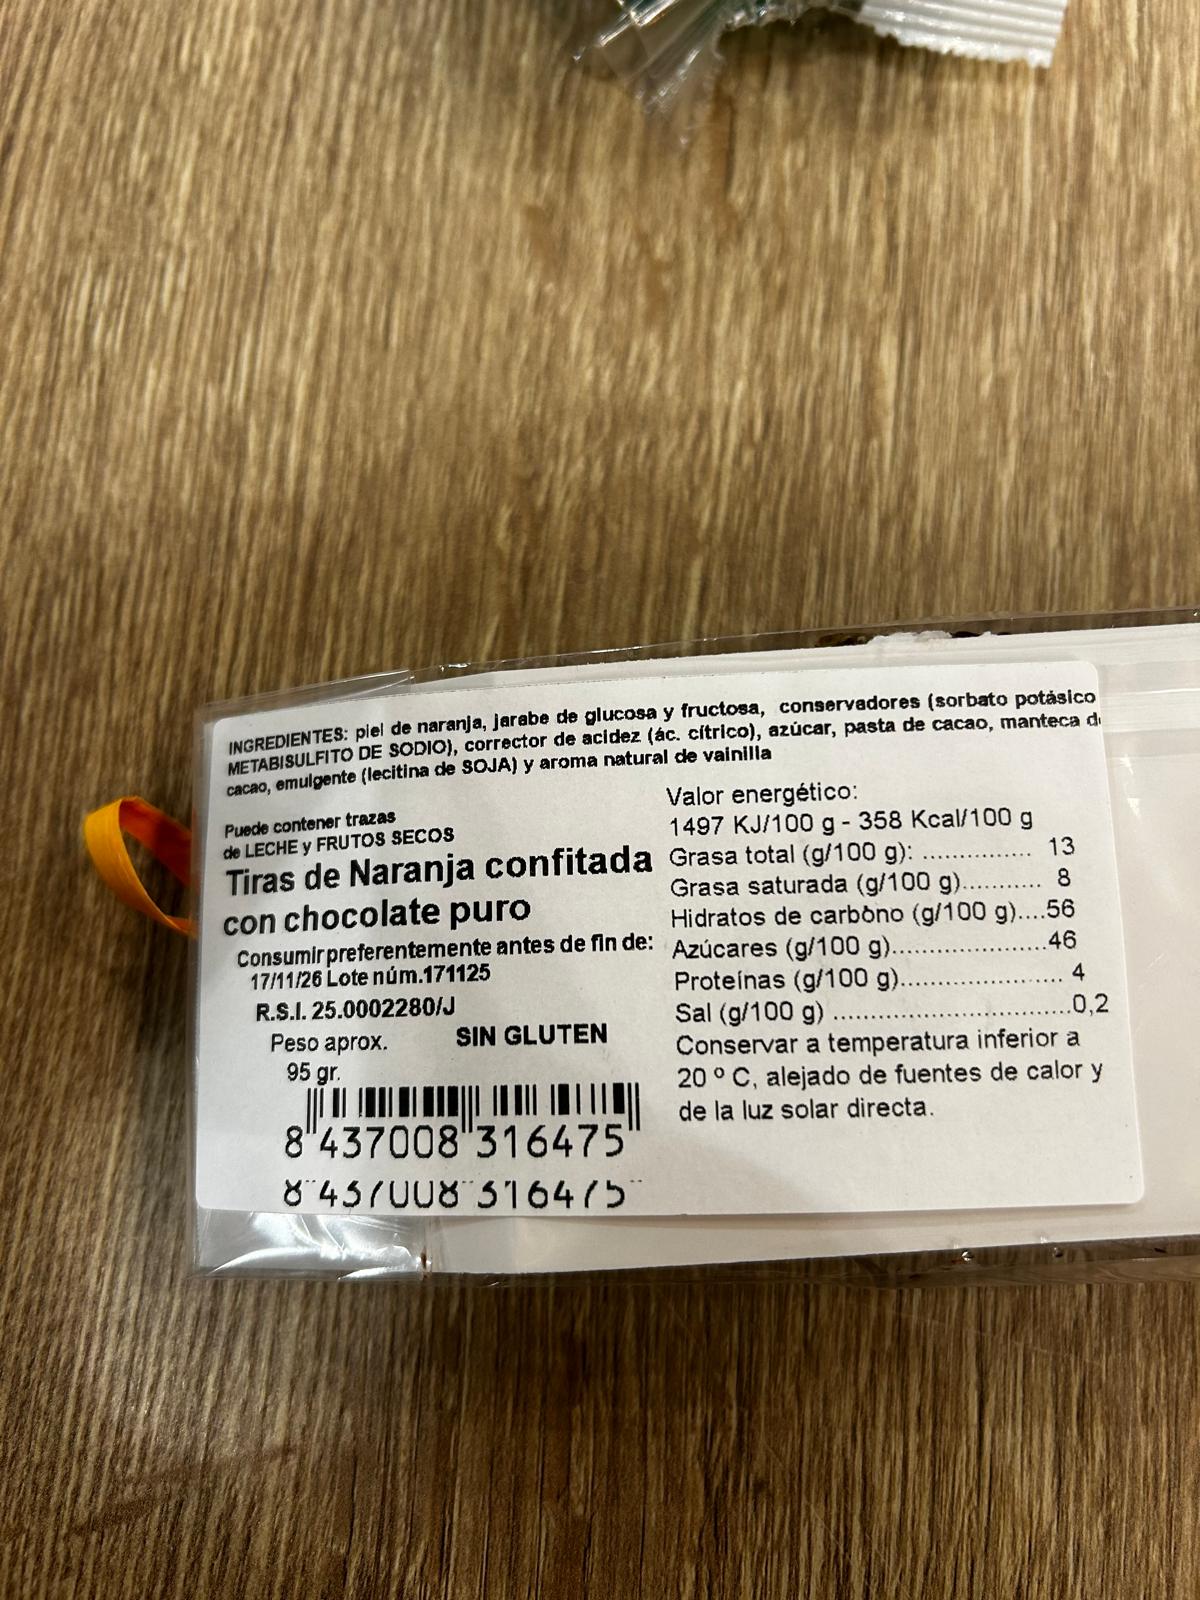 INGREDIENTES: piel de naranja, jarabe de glucosa y fructosa, conservadores (sorbato potásico
METABISULFITO DE SODIO), corrector de acidez (ác. cítrico), azúcar, pasta de cacao, manteca d
cacao, emulgente (lecitina de SOJA) y aroma natural de vainilla
Puede contener trazas
de LECHE y FRUTOS SECOS
Tiras de Naranja confitada
con chocolate puro
Consumir preferentemente antes de fin de:
17/11/26 Lote núm.171125
R.S.I. 25.0002280/J
Peso aprox.
95 gr.
SIN GLUTEN
8 437008 316475
8 437008 316475
Valor energético:
1497 KJ/100 g - 358 Kcal/100 g
Grasa total (g/100 g): ............... 13
Grasa saturada (g/100 g)........... 8
Hidratos de carbòno (g/100 g)....56
Azúcares (g/100 g).....................46
Proteínas (g/100 g)...................... 4
Sal (g/100 g) ................................0,2
Conservar a temperatura inferior a
20 º C, alejado de fuentes de calor y
de la luz solar directa.